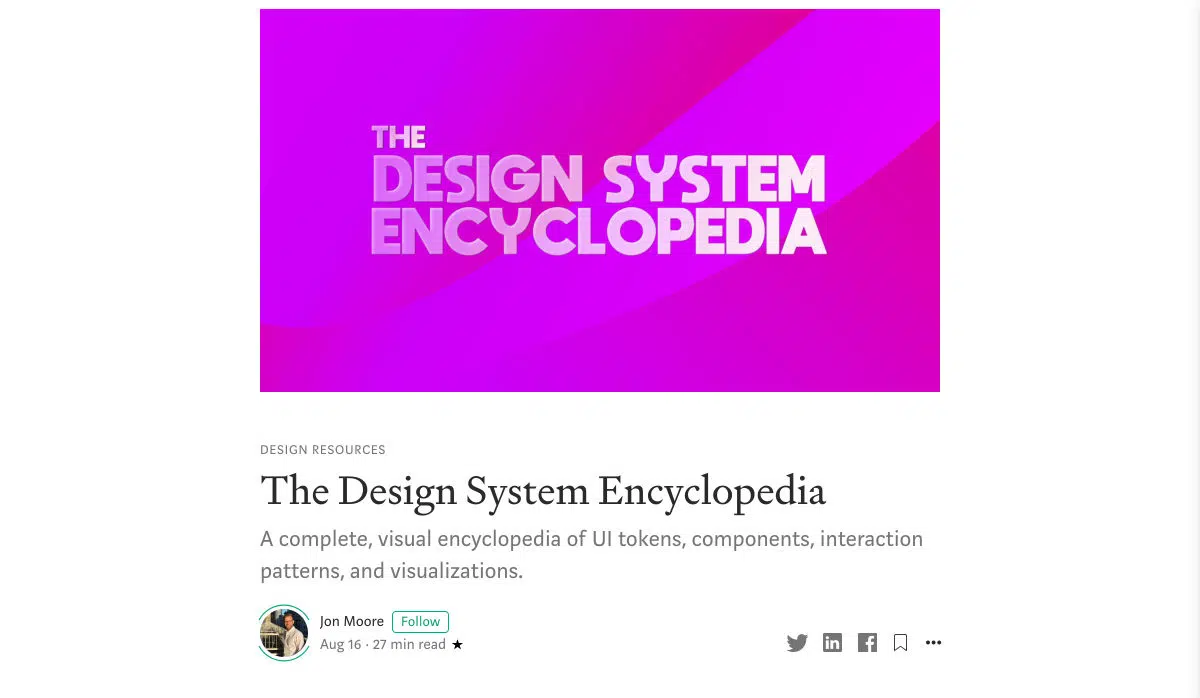 THE
DESIGN SYSTEM
ENCYCLOPEDIA
DESIGN RESOURCES
The Design System Encyclopedia
A complete, visual encyclopedia of UI tokens, components, interaction
patterns, and visualizations.
Jon Moore Follow
Aug 16 · 27 min read ★